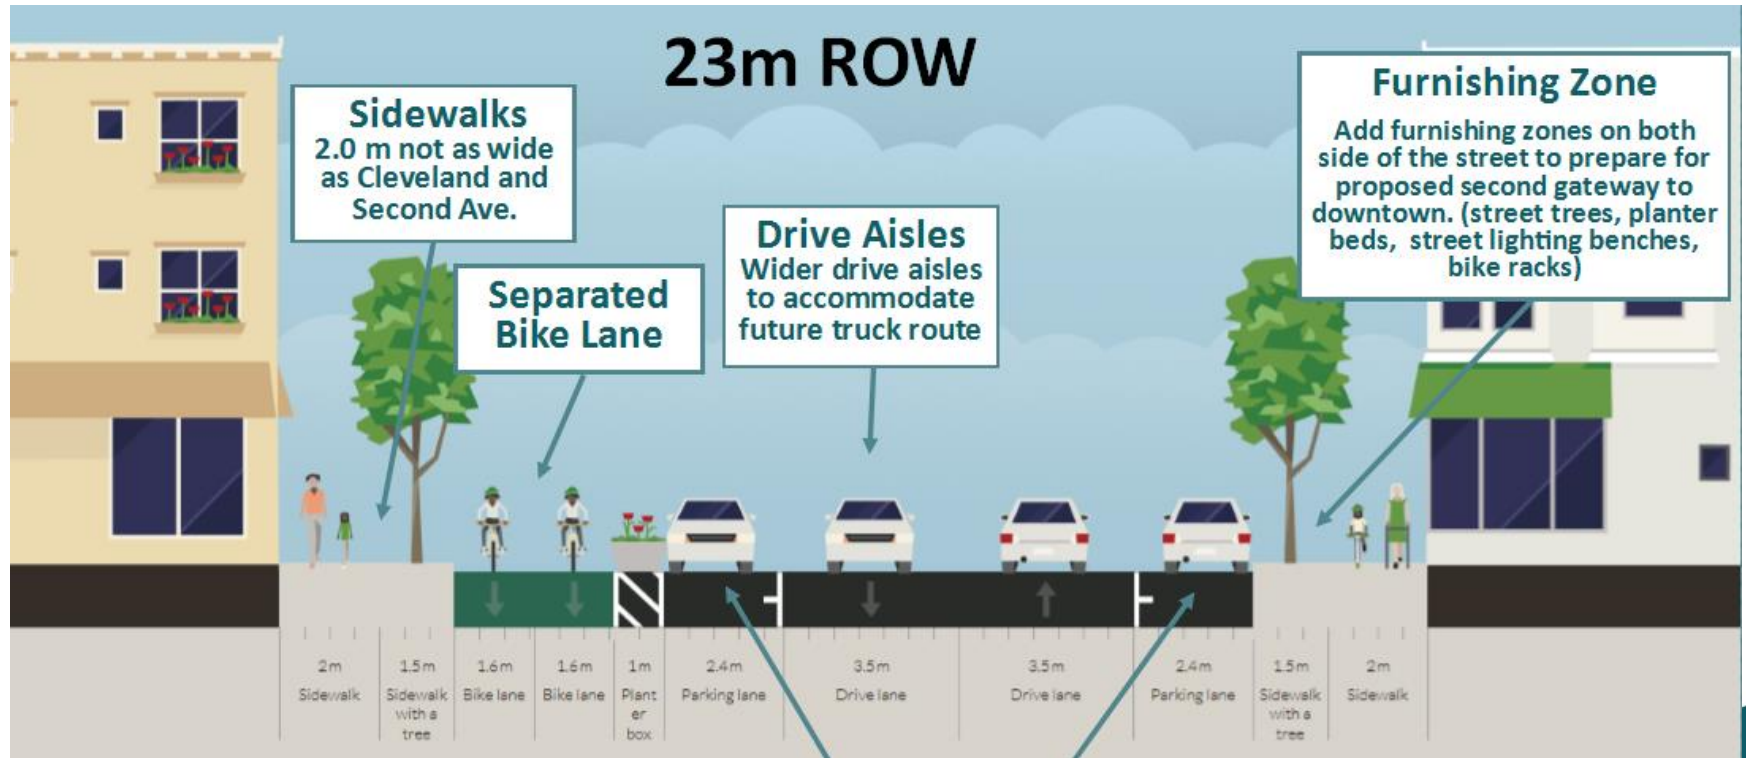 23m ROW
Sidewalks
2.0 m not as wide
as Cleveland and
Second Ave.
Separated
Bike Lane
Drive Aisles
Wider drive aisles
to accommodate
future truck route
Furnishing Zone
Add furnishing zones on both
side of the street to prepare for
proposed second gateway to
downtown. (street trees, planter
beds, street lighting benches,
bike racks)
2m
Sidewalk
1.5m
Sidewalk
with a
tree
1.6m
Bike lane
1.6m
Bike lane
1m
Plant
er
box
2.4m
Parking lane
3.5m
Drive lane
3.5m
Drive lane
2.4m
Parking lane
1.5m
Sidewalk
with a
tree
2m
Sidewalk